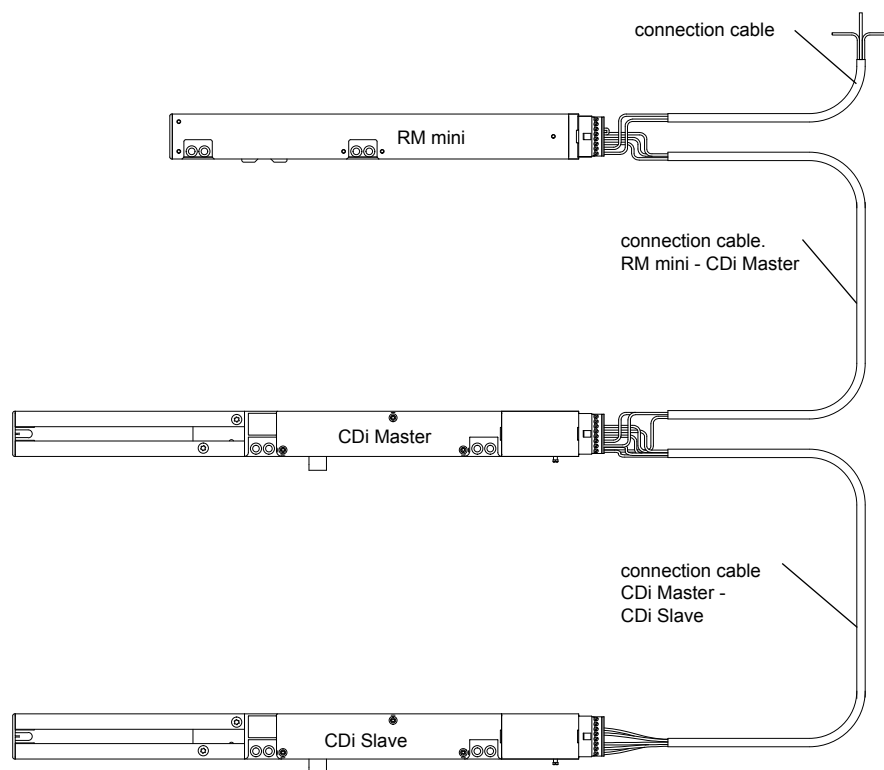 connection cable
RM mini
connection cable.
RM mini - CDi Master
CDi Master
connection cable
CDi Master -
CDi Slave
CDi Slave